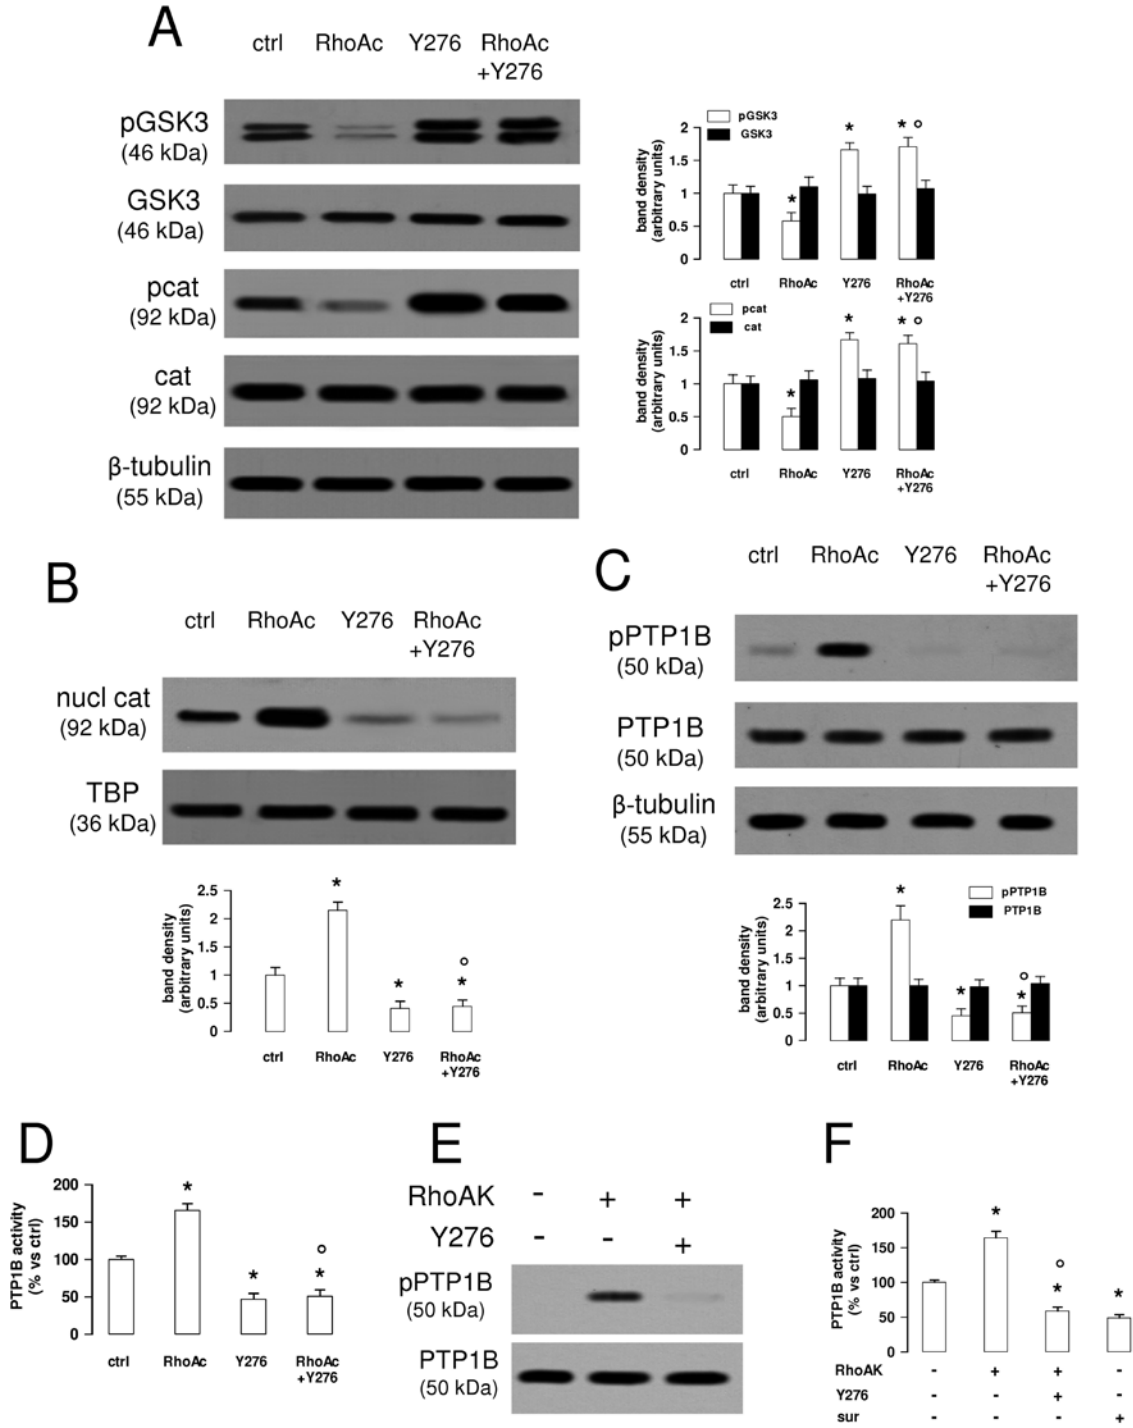 A
ctrl RhoAc Y276 RhoAc
+Y276
pGSK3
(46 kDa)
GSK3
(46 kDa)
pcat
(92 kDa)
cat
(92 kDa)
β-tubulin
(55 kDa)
pGSK3
GSK3
band density
(arbitrary units)
2
1.5
1
0.5
0
*
*
* o
ctrl RhoAc Y276 RhoAc
+Y276
pcat
cat
band density
(arbitrary units)
2
1.5
1
0.5
0
*
*
* o
ctrl RhoAc Y276 RhoAc
+Y276
B
ctrl RhoAc Y276 RhoAc
+Y276
nucl cat
(92 kDa)
TBP
(36 kDa)
band density
(arbitrary units)
2.5
2
1.5
1
0.5
0
*
*
o
*
ctrl RhoAc Y276 RhoAc
+Y276
C
ctrl RhoAc Y276 RhoAc
+Y276
pPTP1B
(50 kDa)
PTP1B
(50 kDa)
β-tubulin
(55 kDa)
pPTP1B
PTP1B
band density
(arbitrary units)
2.5
2
1.5
1
0.5
0
*
*
o
*
ctrl RhoAc Y276 RhoAc
+Y276
D
PTP1B activity
(% vs ctrl)
200
150
100
50
0
*
*
o
*
ctrl RhoAc Y276 RhoAc
+Y276
E
RhoAK - + +
Y276 - - +
pPTP1B
(50 kDa)
PTP1B
(50 kDa)
F
PTP1B activity
(% vs ctrl)
200
150
100
50
0
*
o
*
*
RhoAK - + + -
Y276 - - + -
sur - - - +